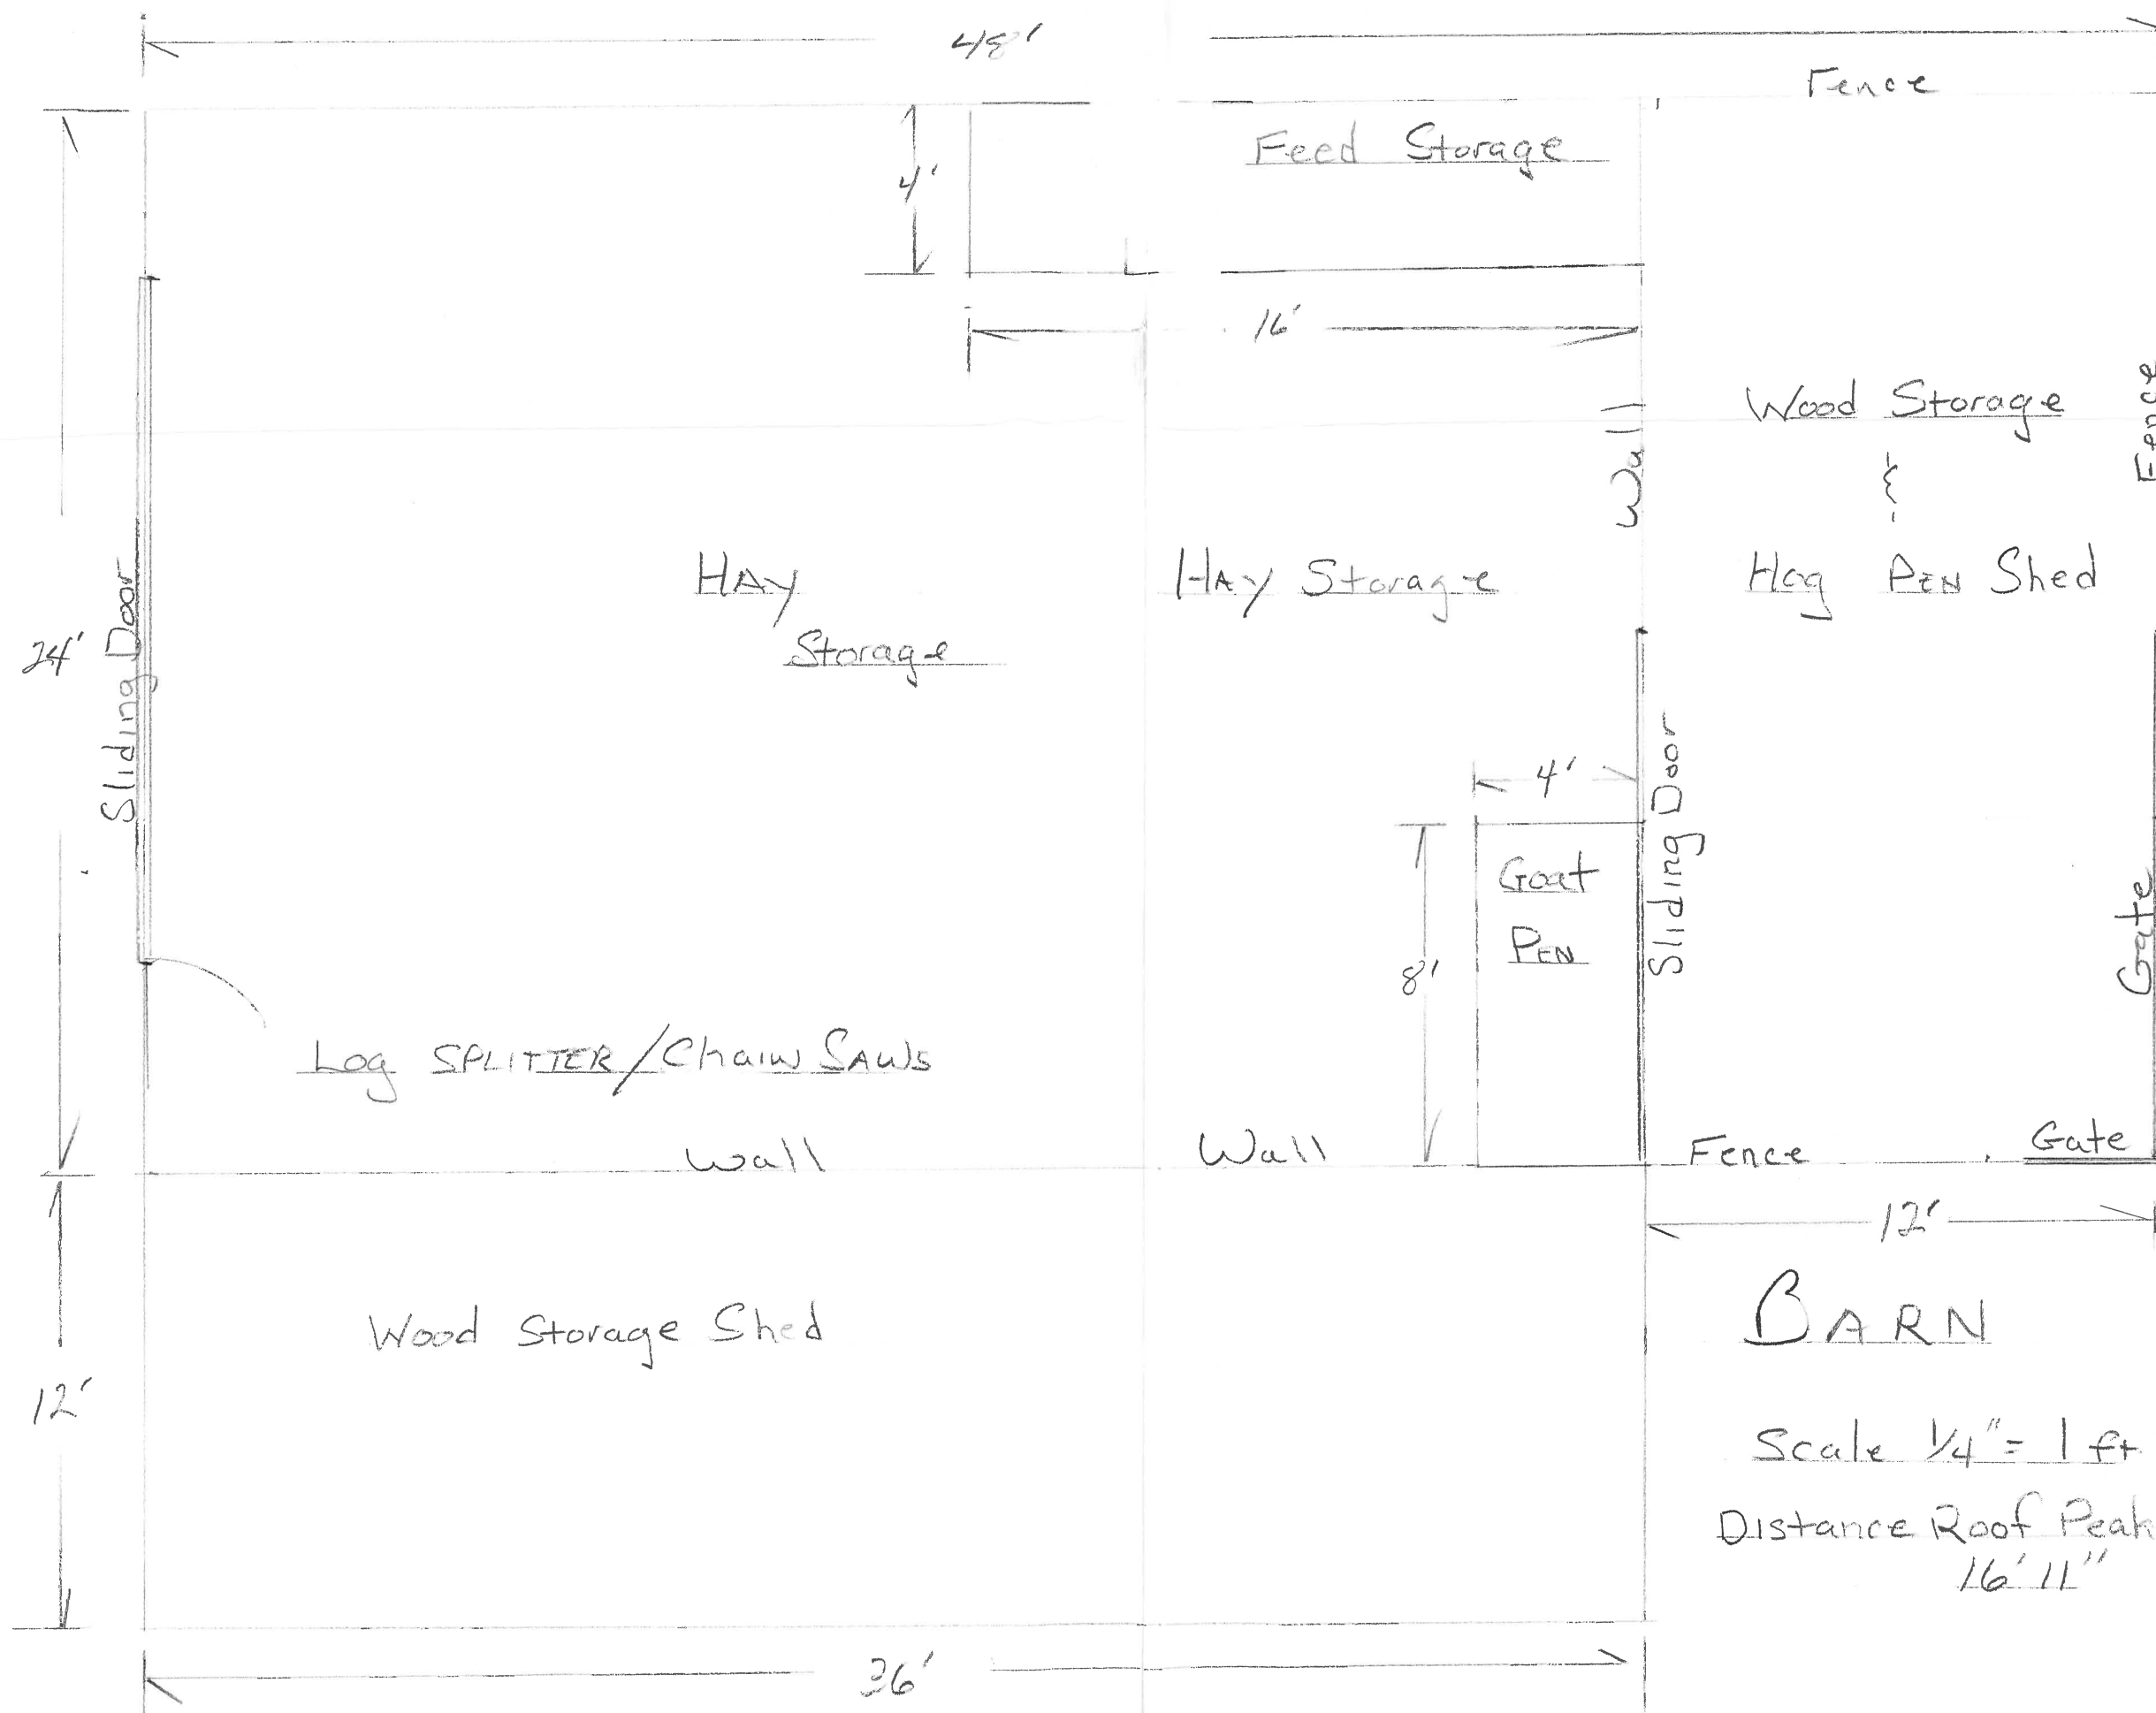 48'
Fence
Feed Storage
4'
16'
Wood Storage
&
Hog PEN Shed
Fence
Wall
HAY
Storage
HAY Storage
24'
Sliding Door
4'
Goat
PEN
8'
Sliding Door
Gate
Log SPLITTER/Chain SAWS
Wall
Wall
Fence
Gate
12'
Wood Storage Shed
12'
BARN
Scale 1/4" = 1 ft
Distance Roof Peak
16' 11"
36'